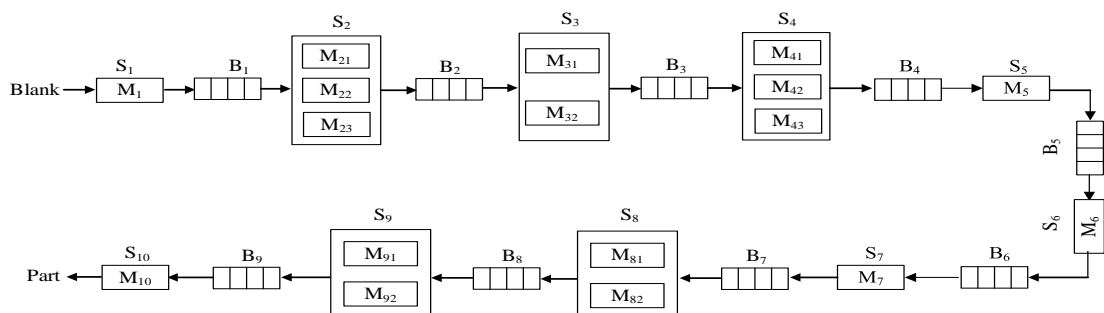 S₂
S₃
S₄
S₁
B₁
M₂₁
B₂
M₃₁
B₃
M₄₁
B₄
S₅
Blank
M₁
M₂₂
M₄₂
M₅
M₂₃
M₃₂
M₄₃
B₅
S₆
M₆
S₉
S₈
S₁₀
B₉
M₉₁
B₈
M₈₁
B₇
S₇
B₆
Part
M₁₀
M₉₂
M₈₂
M₇